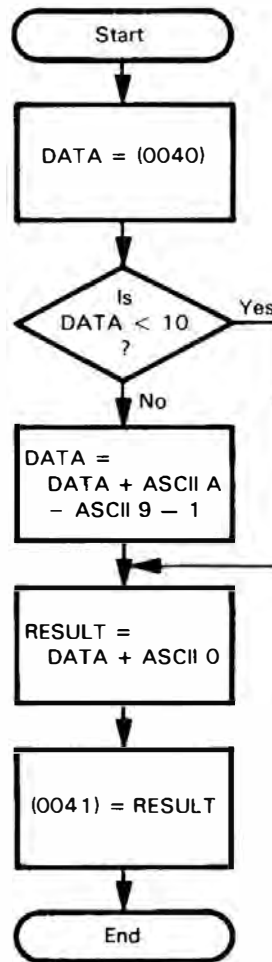 Start
DATA = (0040)
Is
DATA < 10
?
Yes
No
DATA =
DATA + ASCII A
– ASCII 9 – 1
RESULT =
DATA + ASCII 0
(0041) = RESULT
End